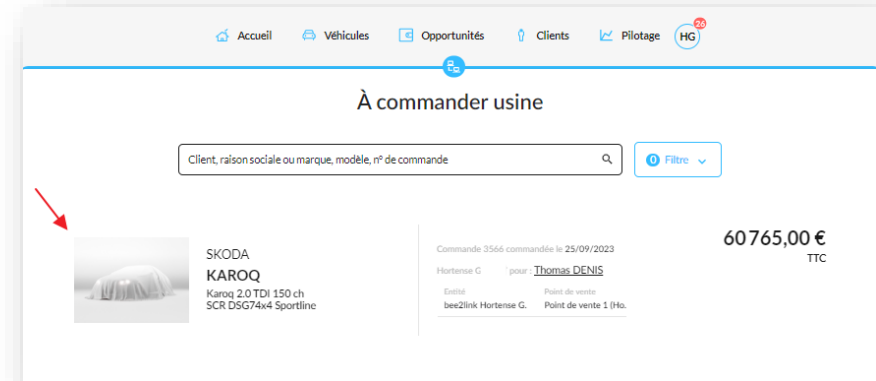 Accueil Véhicules Opportunités Clients Pilotage HG 26
À commander usine
Client, raison sociale ou marque, modèle, n° de commande 0 Filtre
SKODA
KAROQ
Karoq 2.0 TDI 150 ch
SCR DSG74x4 Sportline
Commande 3566 commandée le 25/09/2023
Hortense G pour : Thomas DENIS
Entité Point de vente
bee2link Hortense G. Point de vente 1 (Ho.
60 765,00 €
TTC